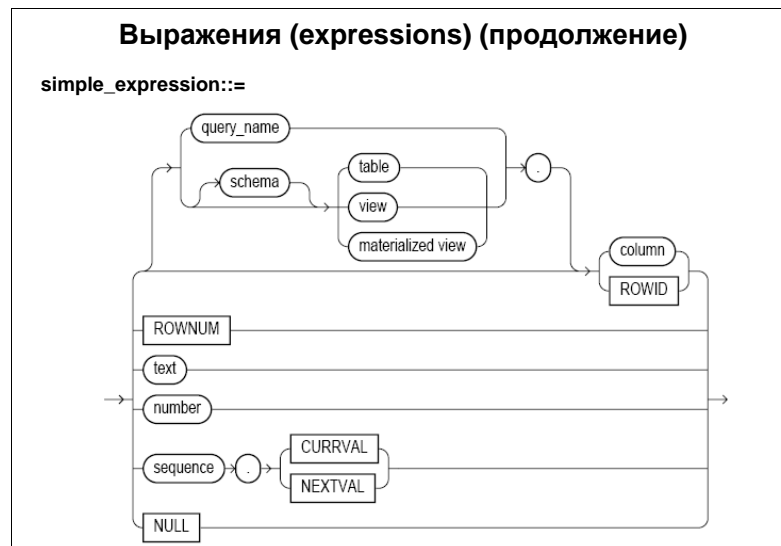 Выражения (expressions) (продолжение)
simple_expression::=
query_name
schema
table
view
materialized view
.
column
ROWID
ROWNUM
text
number
sequence . CURRVAL
NEXTVAL
NULL